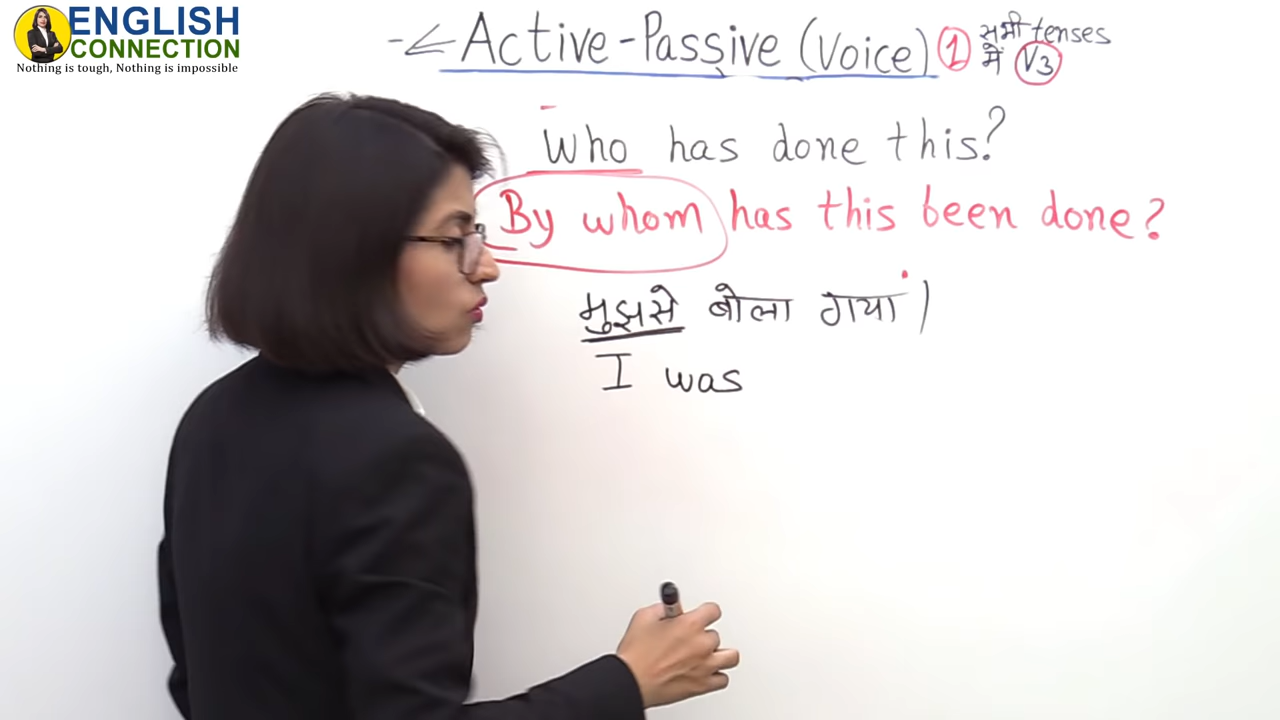 ENGLISH
CONNECTION
Nothing is tough, Nothing is impossible
Active-Passive (Voice) 1 सभी tenses
में V3
Who has done this?
By whom has this been done?
मुझसे बोला गया।
I was